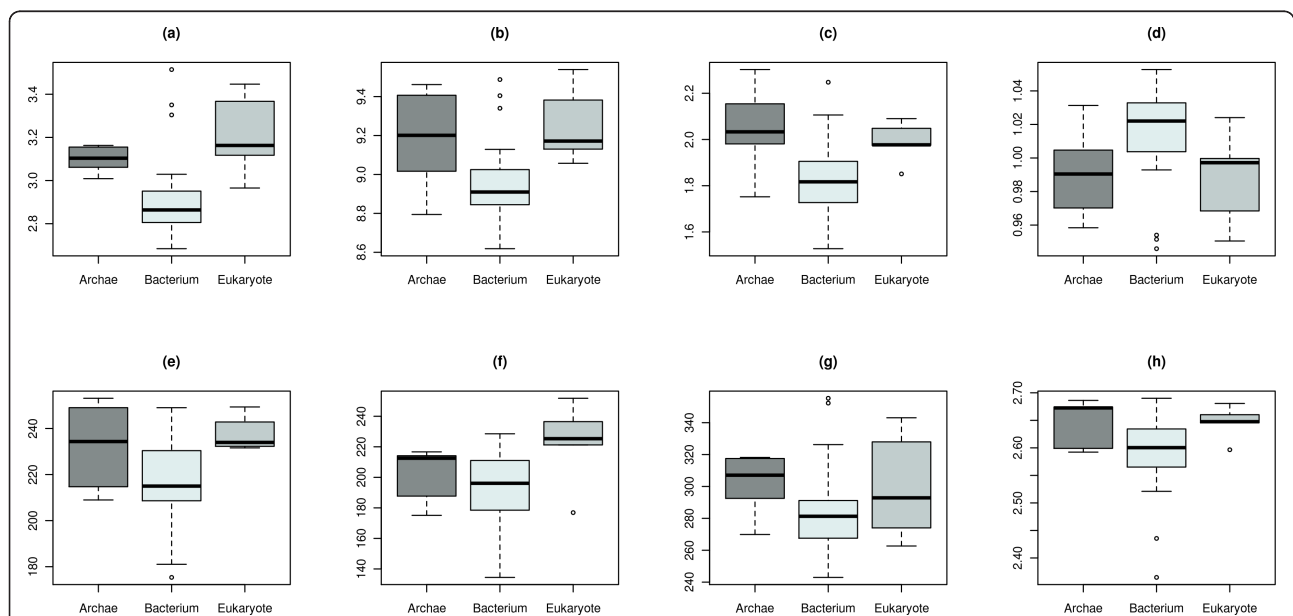 (a)
3.4
3.2
3.0
2.8
Archae Bacterium Eukaryote
(b)
9.4
9.2
9.0
8.8
8.6
Archae Bacterium Eukaryote
(c)
2.2
2.0
1.8
1.6
Archae Bacterium Eukaryote
(d)
1.04
1.02
1.00
0.98
0.96
Archae Bacterium Eukaryote
(e)
240
220
200
180
Archae Bacterium Eukaryote
(f)
240
220
200
180
160
140
Archae Bacterium Eukaryote
(g)
340
320
300
280
260
240
Archae Bacterium Eukaryote
(h)
2.70
2.60
2.50
2.40
Archae Bacterium Eukaryote